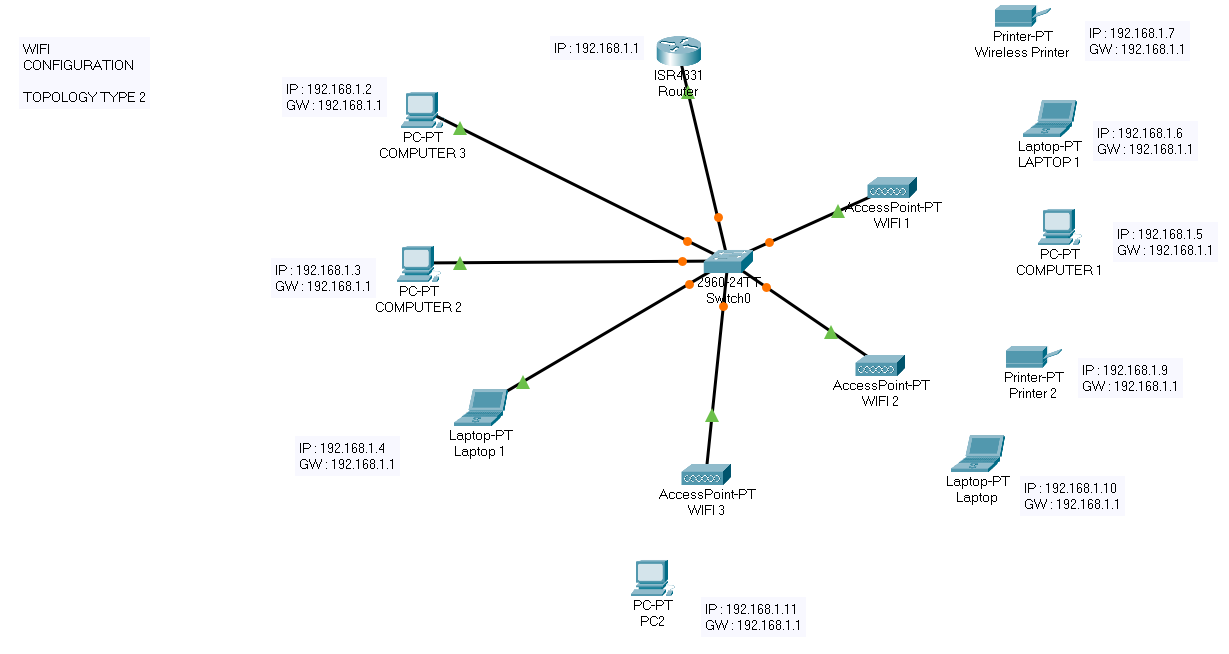 WIFI
CONFIGURATION
TOPOLOGY TYPE 2
IP : 192.168.1.1
ISR4331
Router
Printer-PT
Wireless Printer
IP : 192.168.1.7
GW : 192.168.1.1
IP : 192.168.1.2
GW : 192.168.1.1
PC-PT
COMPUTER 3
Laptop-PT
LAPTOP 1
IP : 192.168.1.6
GW : 192.168.1.1
AccessPoint-PT
WIFI 1
PC-PT
COMPUTER 1
IP : 192.168.1.5
GW : 192.168.1.1
IP : 192.168.1.3
GW : 192.168.1.1
PC-PT
COMPUTER 2
2960-24TT
Switch0
AccessPoint-PT
WIFI 2
Printer-PT
Printer 2
IP : 192.168.1.9
GW : 192.168.1.1
Laptop-PT
Laptop 1
IP : 192.168.1.4
GW : 192.168.1.1
AccessPoint-PT
WIFI 3
Laptop-PT
Laptop
IP : 192.168.1.10
GW : 192.168.1.1
PC-PT
PC2
IP : 192.168.1.11
GW : 192.168.1.1